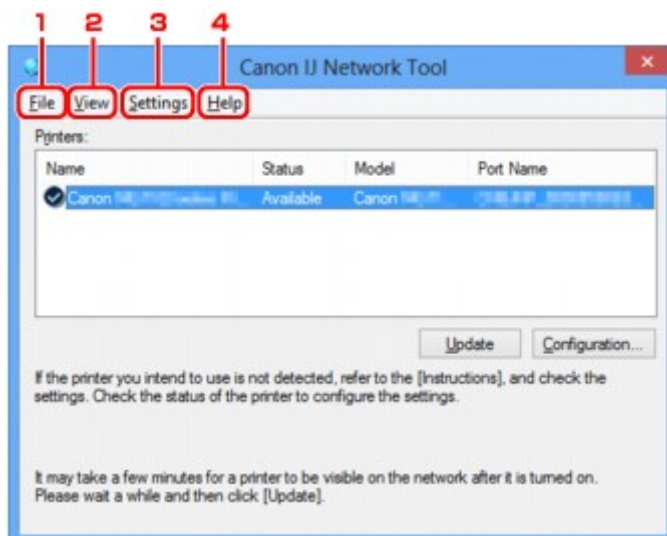 1 2 3 4
Canon IJ Network Tool
File View Settings Help
Printers:
Name Status Model Port Name
Canon Available Canon
Update Configuration...
If the printer you intend to use is not detected, refer to the [Instructions], and check the
settings. Check the status of the printer to configure the settings.
It may take a few minutes for a printer to be visible on the network after it is turned on.
Please wait a while and then click [Update].